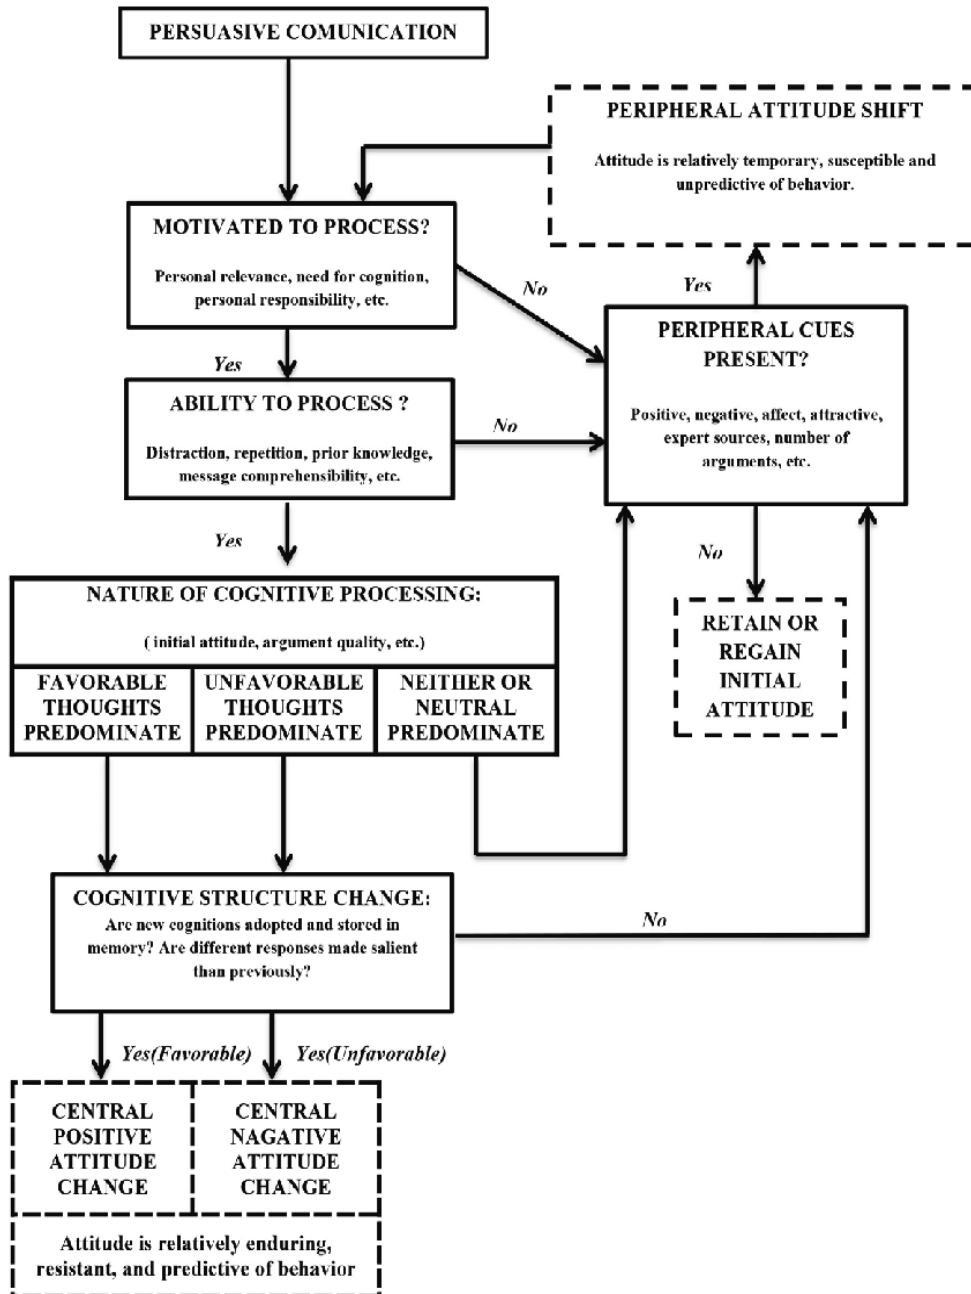 PERSUASIVE COMUNICATION
PERIPHERAL ATTITUDE SHIFT
Attitude is relatively temporary, susceptible and
unpredictive of behavior.
MOTIVATED TO PROCESS?
Personal relevance, need for cognition,
personal responsibility, etc.
No
Yes
PERIPHERAL CUES
PRESENT?
Positive, negative, affect, attractive,
expert sources, number of
arguments, etc.
Yes
ABILITY TO PROCESS ?
Distraction, repetition, prior knowledge,
message comprehensibility, etc.
No
Yes
No
RETAIN OR
REGAIN
INITIAL
ATTITUDE
NATURE OF COGNITIVE PROCESSING:
( initial attitude, argument quality, etc.)
FAVORABLE
THOUGHTS
PREDOMINATE
UNFAVORABLE
THOUGHTS
PREDOMINATE
NEITHER OR
NEUTRAL
PREDOMINATE
COGNITIVE STRUCTURE CHANGE:
Are new cognitions adopted and stored in
memory? Are different responses made salient
than previously?
No
Yes(Favorable)
Yes(Unfavorable)
CENTRAL
POSITIVE
ATTITUDE
CHANGE
CENTRAL
NAGATIVE
ATTITUDE
CHANGE
Attitude is relatively enduring,
resistant, and predictive of behavior